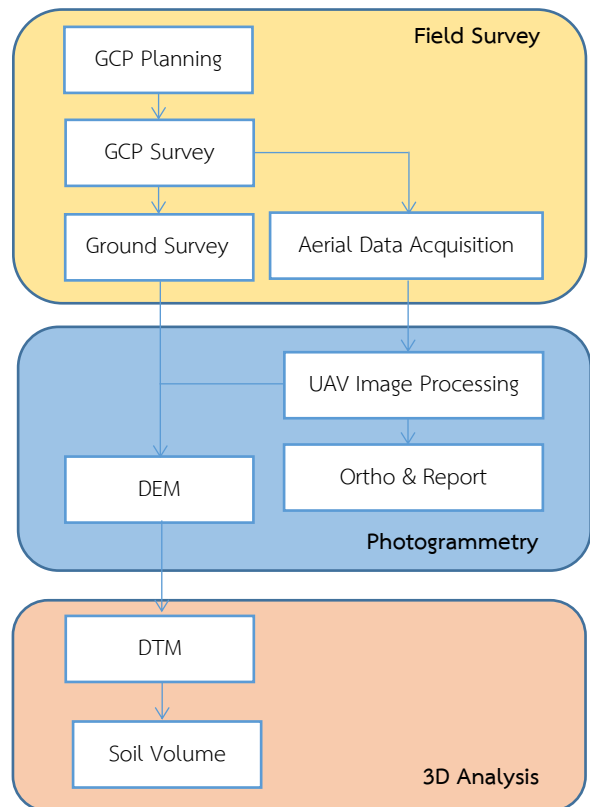 Field Survey
GCP Planning
GCP Survey
Ground Survey
Aerial Data Acquisition
UAV Image Processing
Ortho & Report
DEM
Photogrammetry
DTM
Soil Volume
3D Analysis